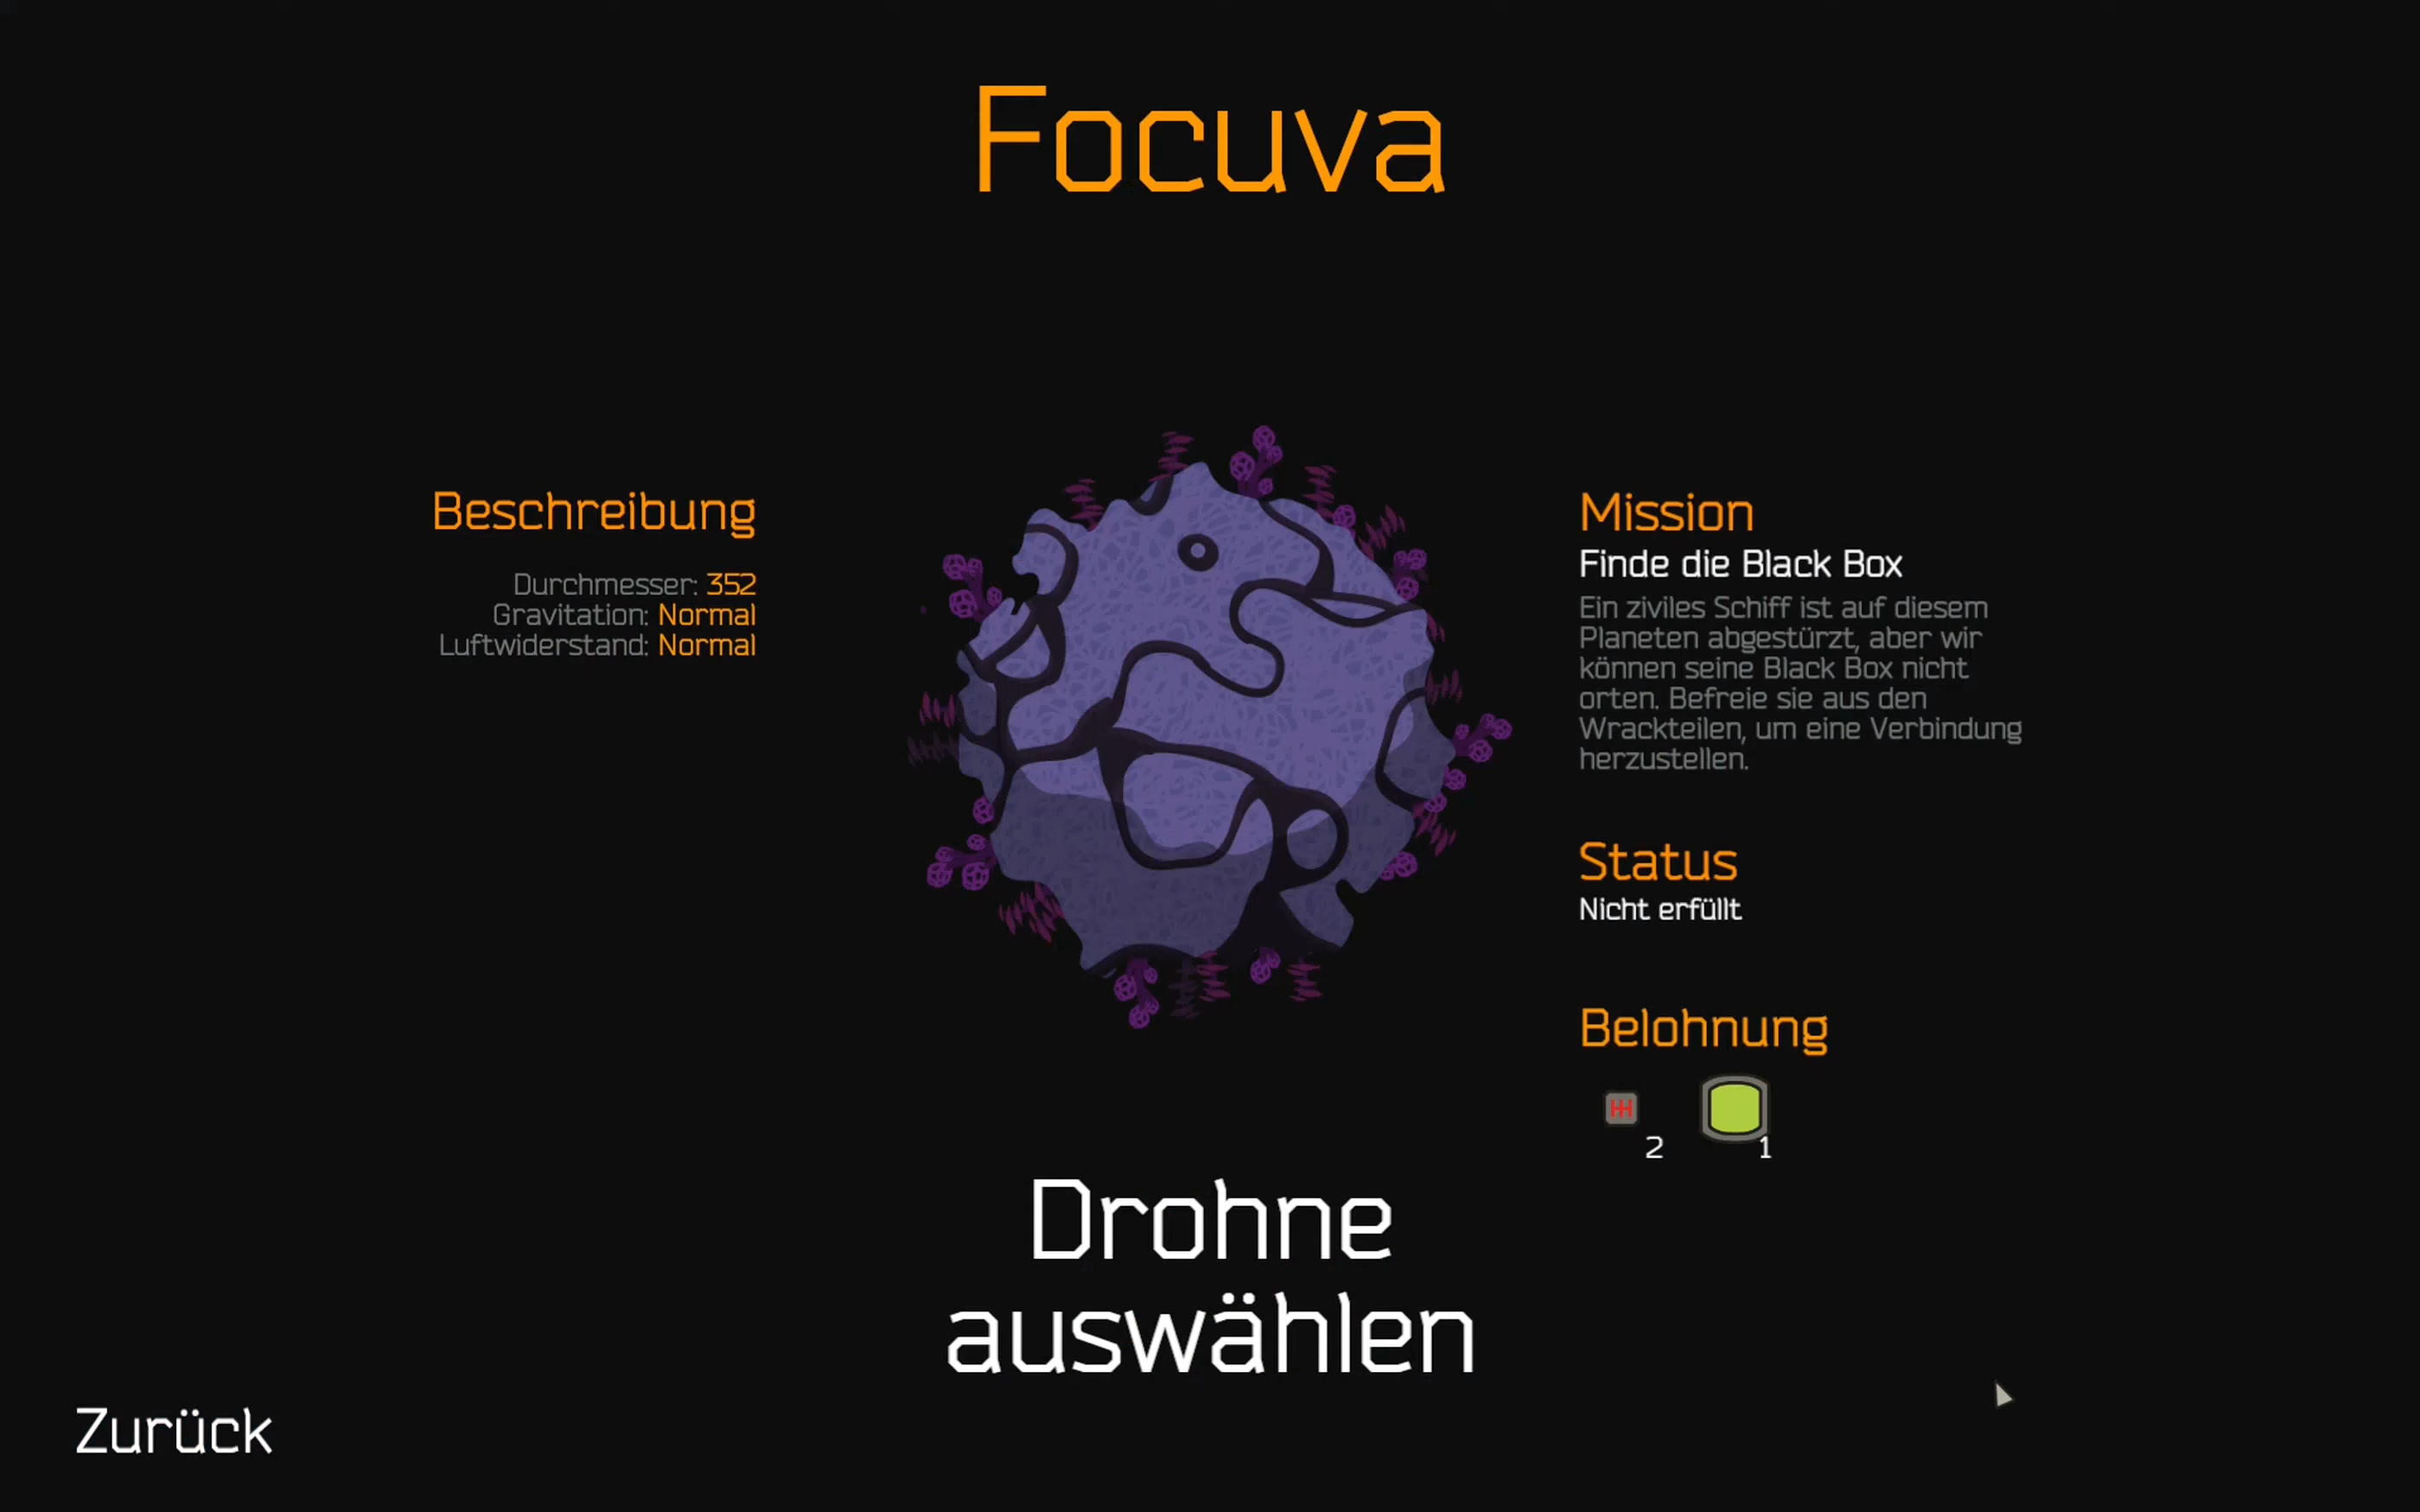 Focuva
Beschreibung
Durchmesser: 352
Gravitation: Normal
Luftwiderstand: Normal
Mission
Finde die Black Box
Ein ziviles Schiff ist auf diesem
Planeten abgestürzt, aber wir
können seine Black Box nicht
orten. Befreie sie aus den
Wrackteilen, um eine Verbindung
herzustellen.
Status
Nicht erfüllt
Belohnung
2
1
Drohne
auswählen
Zurück